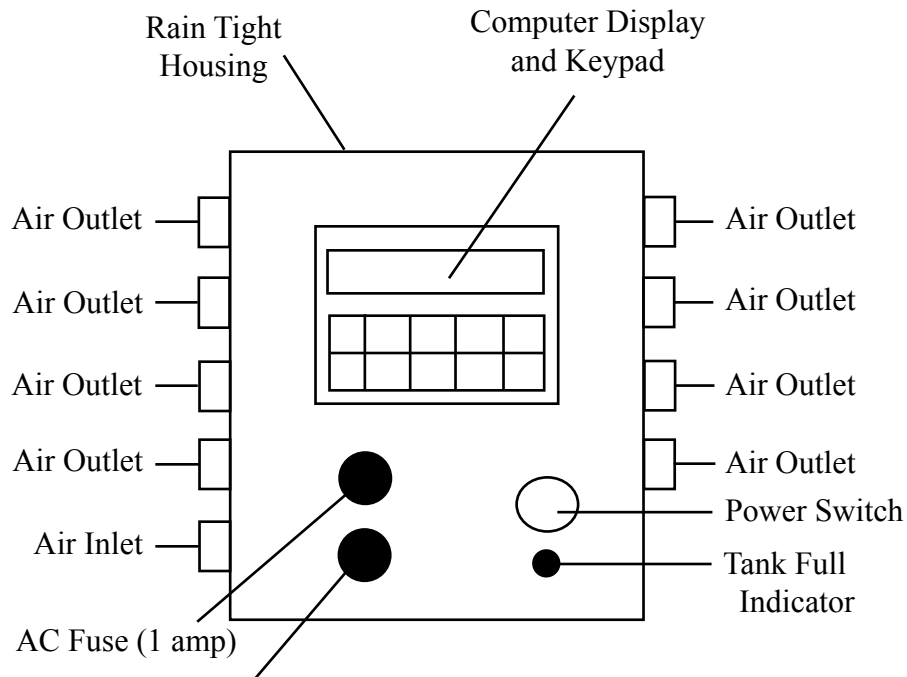 Rain Tight
Housing
Computer Display
and Keypad
Air Outlet
Air Outlet
Air Outlet
Air Outlet
Air Inlet
AC Fuse (1 amp)
Air Outlet
Air Outlet
Air Outlet
Air Outlet
Power Switch
Tank Full
Indicator